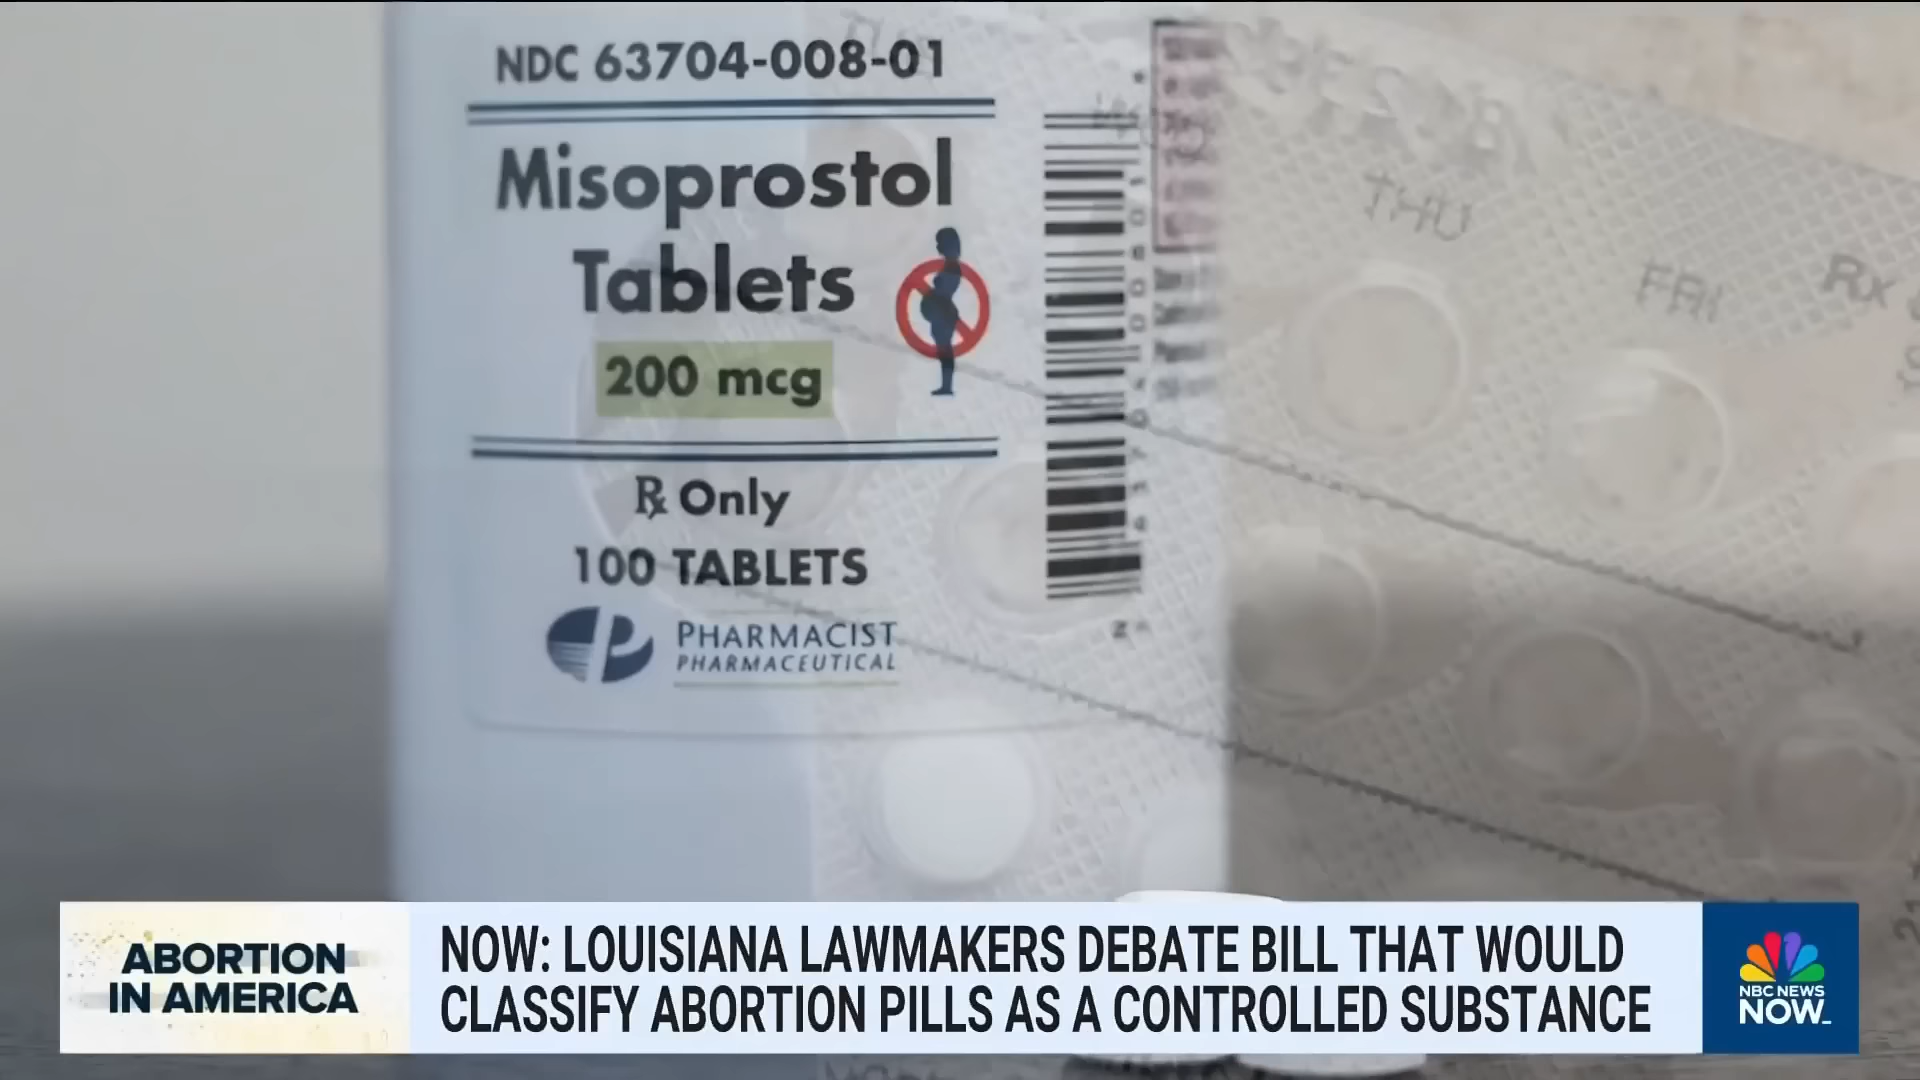 NDC 63704-008-01
Misoprostol
Tablets
200 mcg
℞ Only
100 TABLETS
PHARMACIST
PHARMACEUTICAL
THU
FRI
Rx
ABORTION
IN AMERICA
NOW: LOUISIANA LAWMAKERS DEBATE BILL THAT WOULD
CLASSIFY ABORTION PILLS AS A CONTROLLED SUBSTANCE
NBC NEWS
NOW_